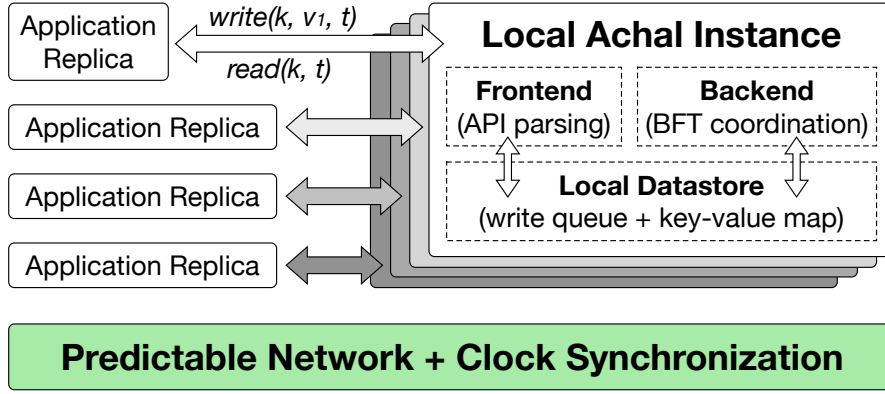 Application
Replica
write(k, v₁, t)
read(k, t)
Local Achal Instance
Frontend
(API parsing)
Backend
(BFT coordination)
Local Datastore
(write queue + key-value map)
Application Replica
Application Replica
Application Replica
Predictable Network + Clock Synchronization